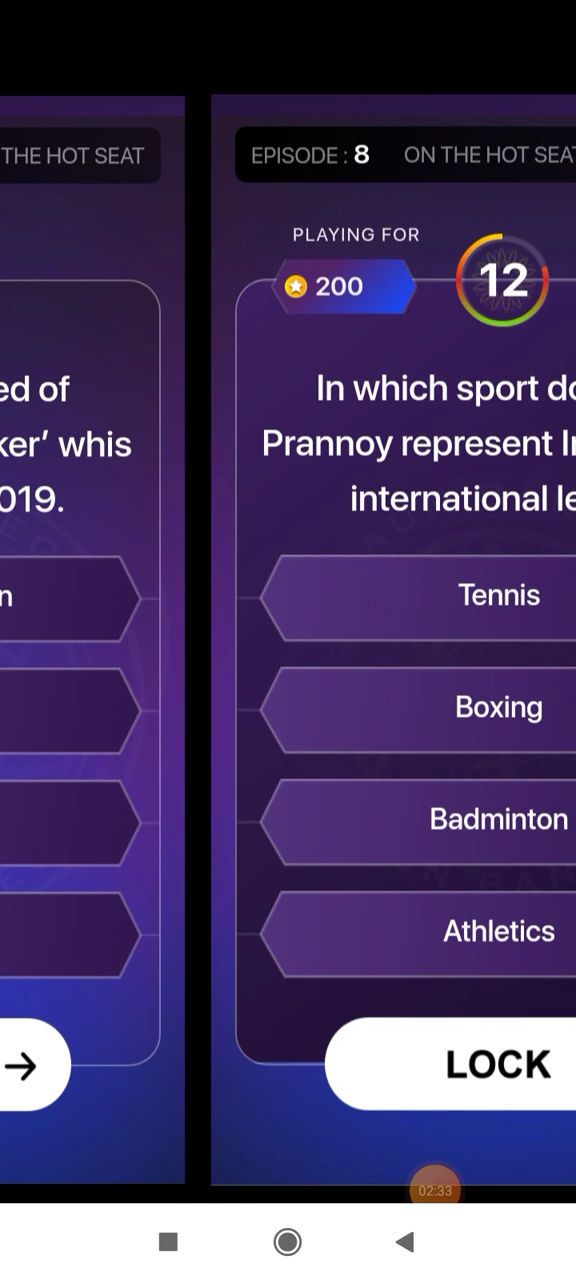 THE HOT SEAT
ed of
ker' whis
019.
n
EPISODE : 8 ON THE HOT SEAT
PLAYING FOR
200
12
In which sport do
Prannoy represent In
international le
Tennis
Boxing
Badminton
Athletics
LOCK
02:33